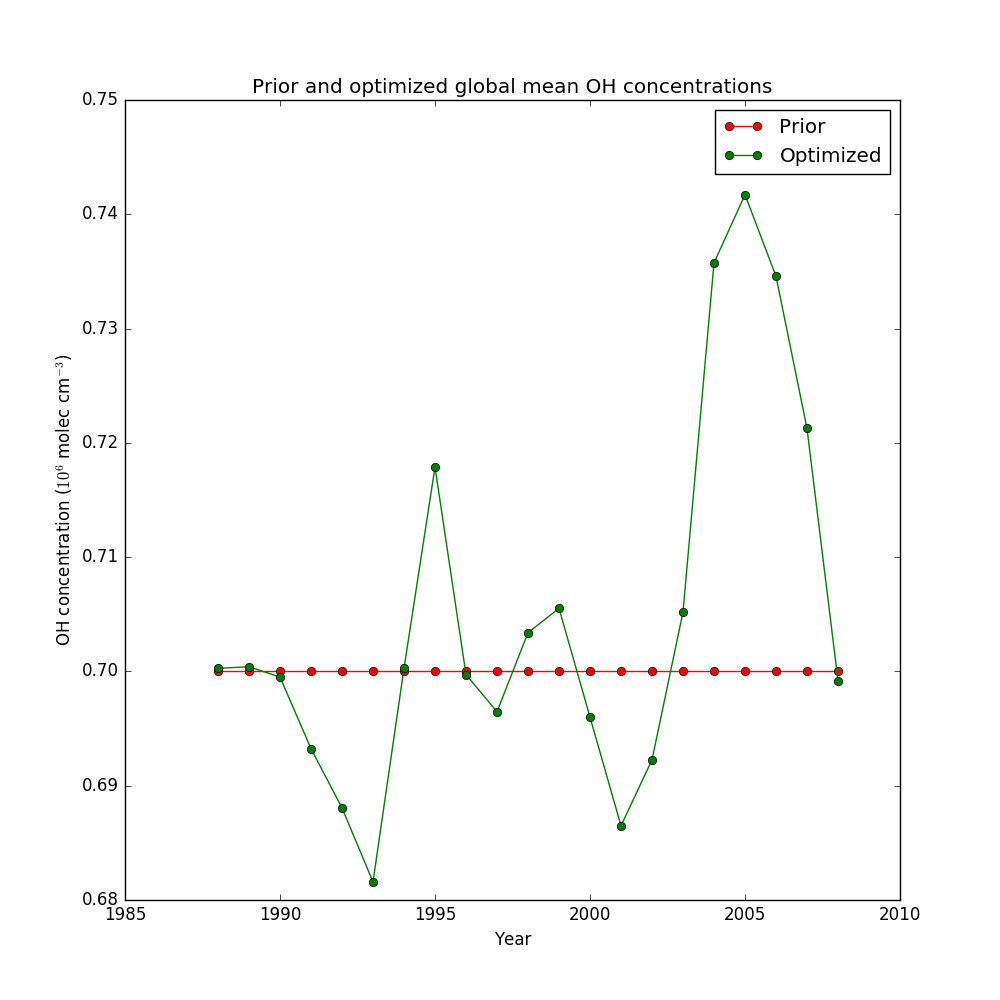 Prior and optimized global mean OH concentrations
Prior
Optimized
OH concentration (10⁶ molec cm⁻³)
0.75
0.74
0.73
0.72
0.71
0.70
0.69
0.68
1985 1990 1995 2000 2005 2010
Year